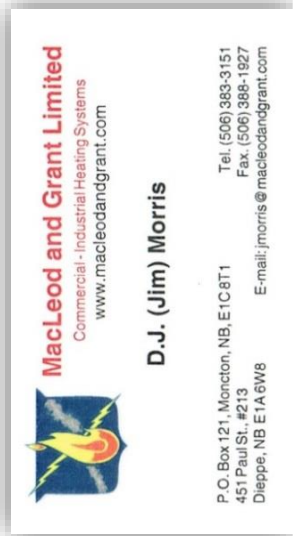 MacLeod and Grant Limited
Commercial - Industrial Heating Systems
www.macleodandgrant.com
D.J. (Jim) Morris
P.O. Box 121, Moncton, NB, E1C 8T1
451 Paul St., #213
Dieppe, NB E1A 6W8
Tel. (506) 383-3151
Fax. (506) 388-1927
E-mail: jmorris@macleodandgrant.com